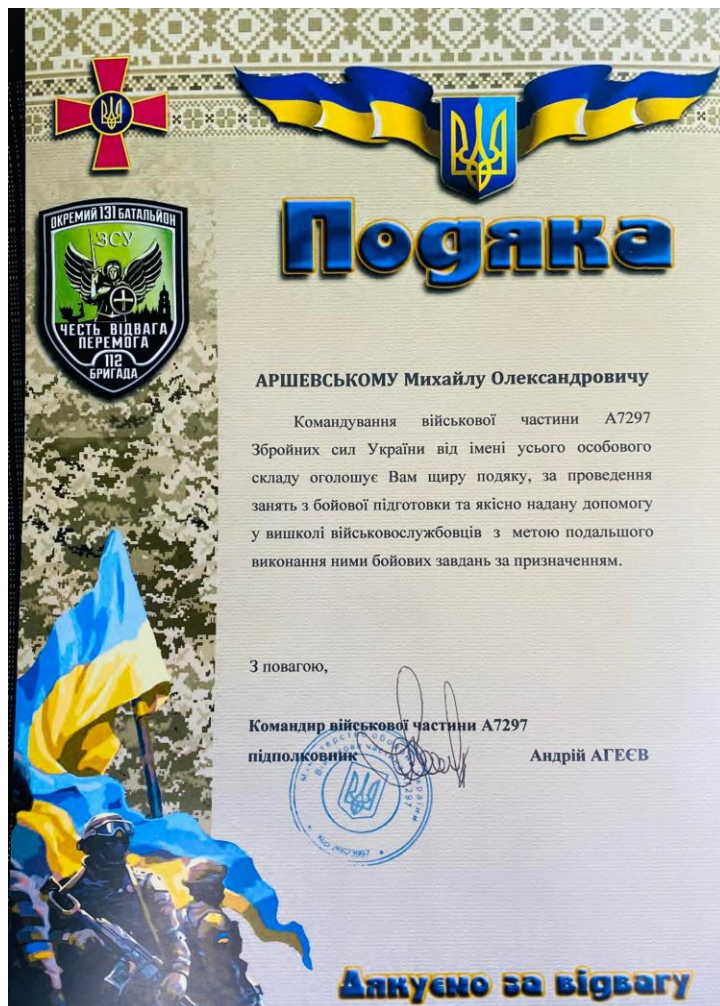 ОКРЕМИЙ 131 БАТАЛЬЙОН
ЗСУ
ЧЕСТЬ ВІДВАГА
ПЕРЕМОГА
112
БРИГАДА
Подяка
АРШЕВСЬКОМУ Михайлу Олександровичу
Командування військової частини А7297
Збройних сил України від імені усього особового
складу оголошує Вам щиру подяку, за проведення
занять з бойової підготовки та якісно надану допомогу
у вишколі військовослужбовців з метою подальшого
виконання ними бойових завдань за призначенням.
З повагою,
Командир військової частини А7297
підполковник Андрій АГЕЄВ
Дякуємо за відвагу